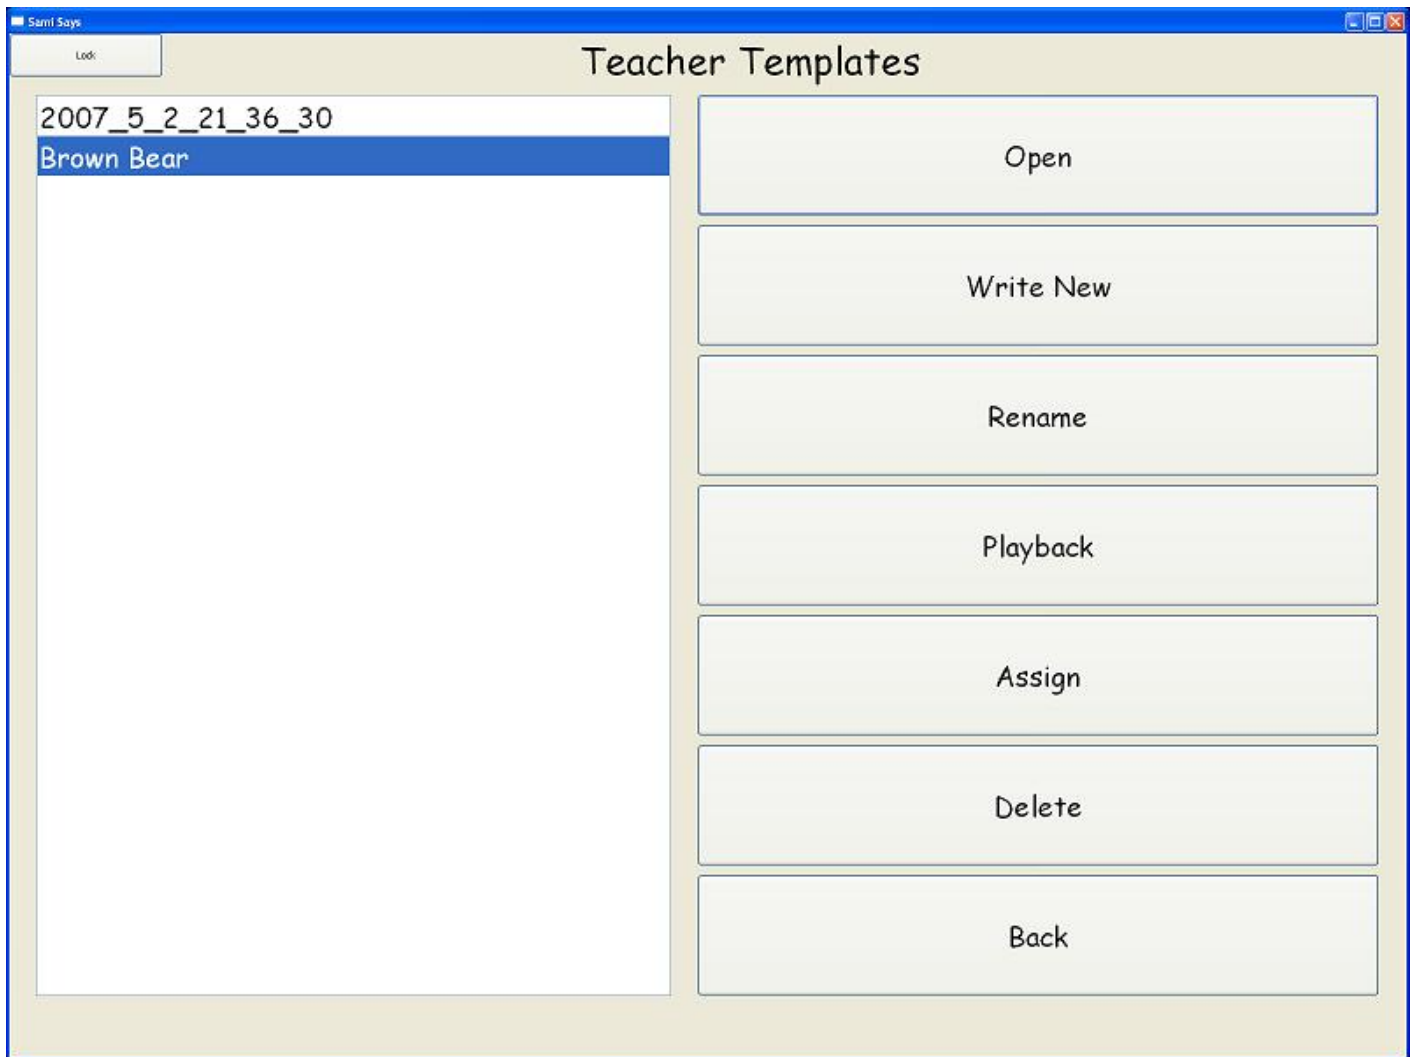 Sami Says
Lock
Teacher Templates
2007_5_2_21_36_30
Brown Bear
Open
Write New
Rename
Playback
Assign
Delete
Back